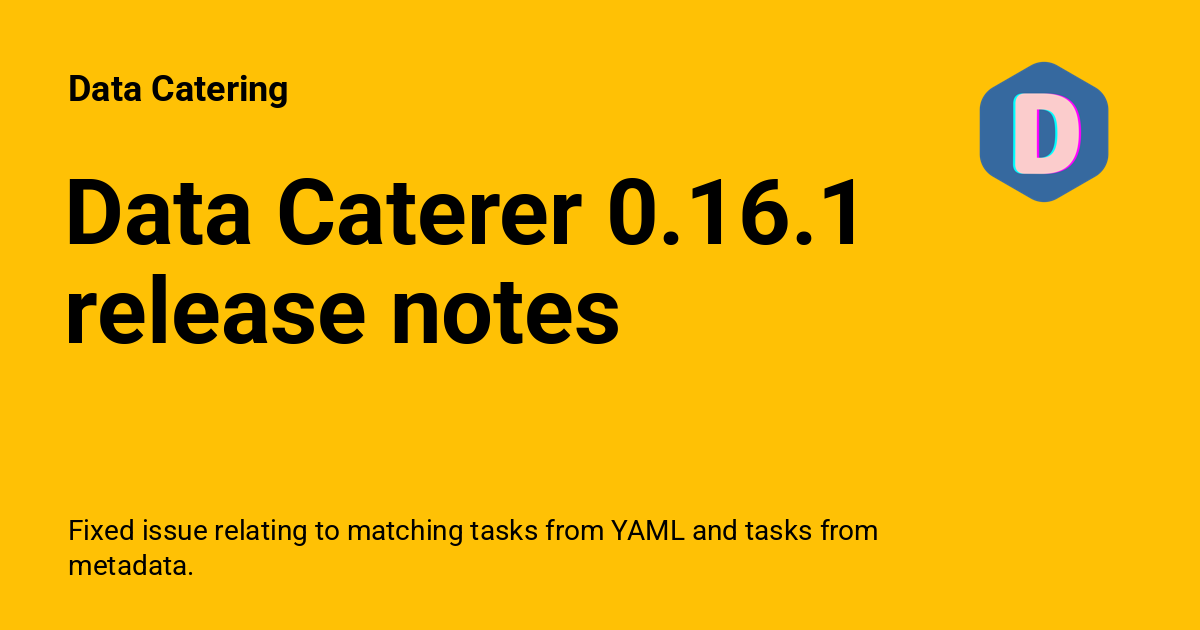 Data Catering
D
Data Caterer 0.16.1
release notes
Fixed issue relating to matching tasks from YAML and tasks from
metadata.